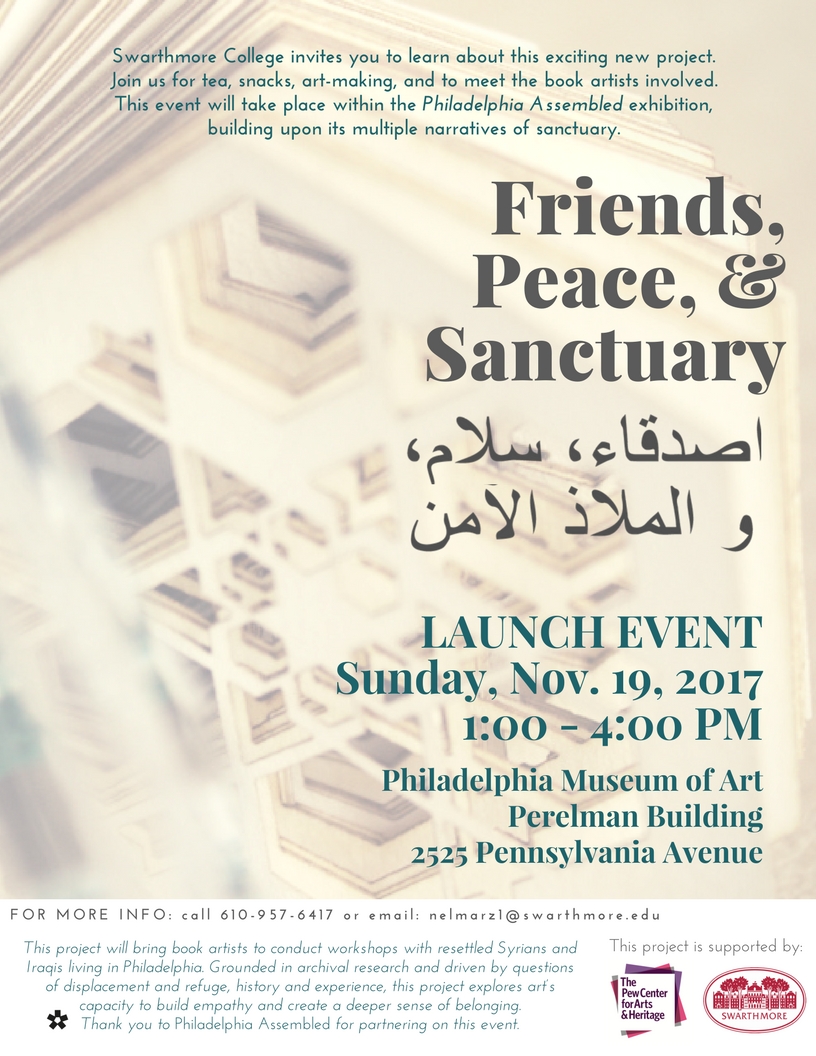 Swarthmore College invites you to learn about this exciting new project.
Join us for tea, snacks, art-making, and to meet the book artists involved.
This event will take place within the Philadelphia Assembled exhibition,
building upon its multiple narratives of sanctuary.
Friends,
Peace, &
Sanctuary
اصدقاء، سلام،
و الملاذ الآمن
LAUNCH EVENT
Sunday, Nov. 19, 2017
1:00 - 4:00 PM
Philadelphia Museum of Art
Perelman Building
2525 Pennsylvania Avenue
FOR MORE INFO: call 610-957-6417 or email: nelmarz1@swarthmore.edu
This project will bring book artists to conduct workshops with resettled Syrians and
Iraqis living in Philadelphia. Grounded in archival research and driven by questions
of displacement and refuge, history and experience, this project explores art's
capacity to build empathy and create a deeper sense of belonging.
* Thank you to Philadelphia Assembled for partnering on this event.
This project is supported by:
The
Pew Center
for Arts
& Heritage
SWARTHMORE